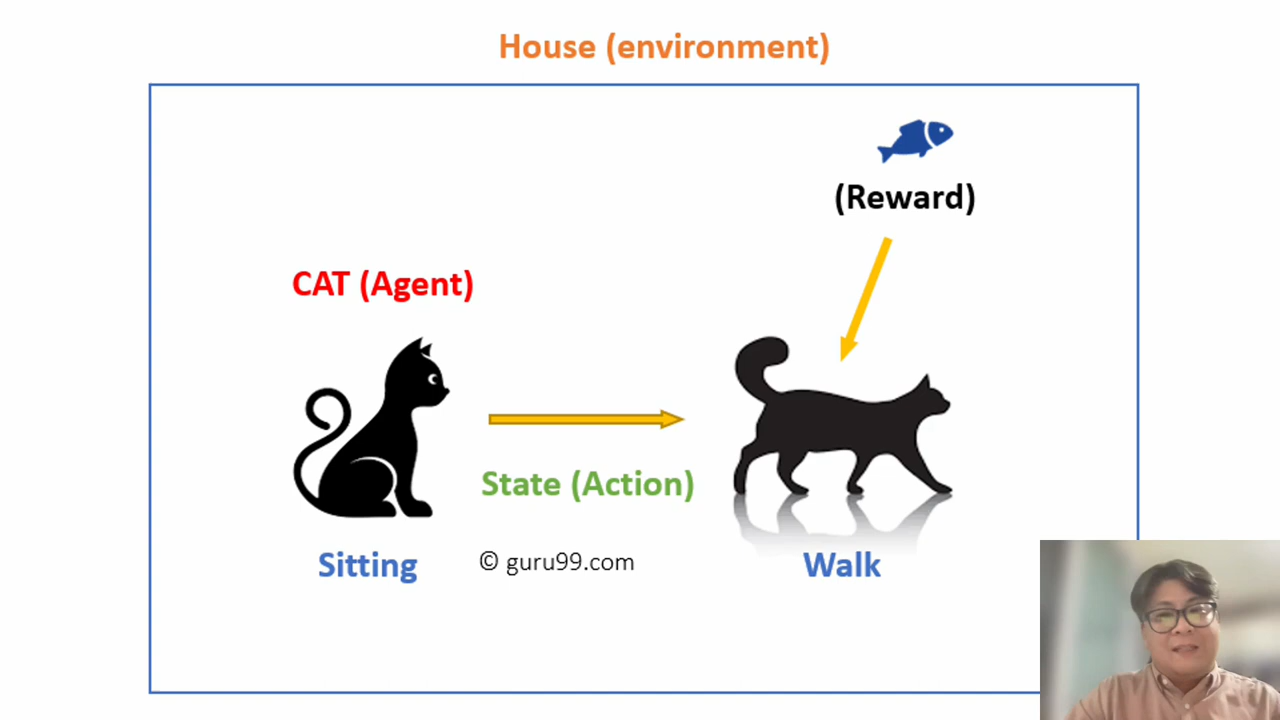 House (environment)
(Reward)
CAT (Agent)
State (Action)
Sitting
© guru99.com
Walk